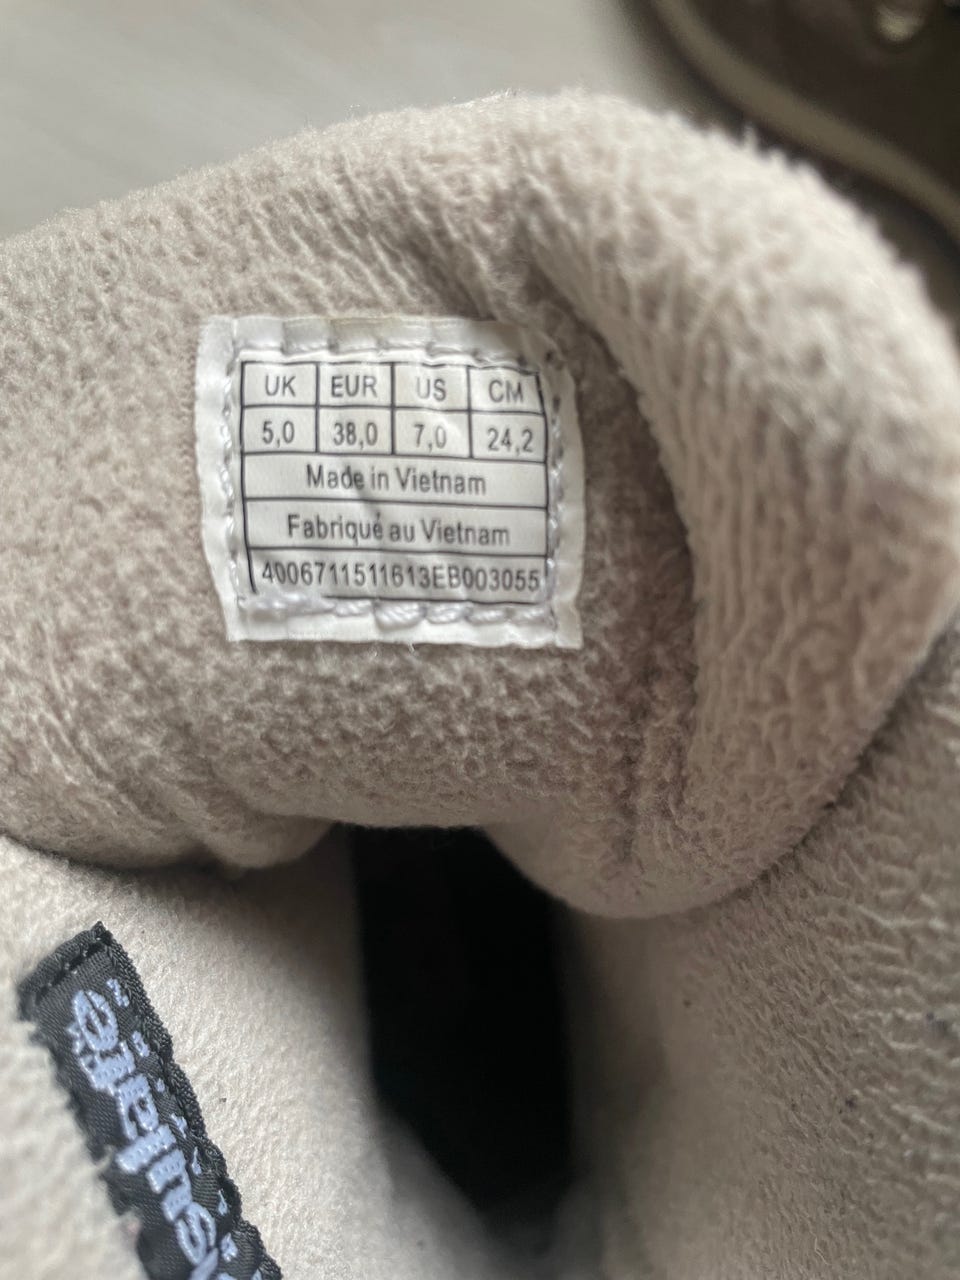 UK EUR US CM
5,0 38,0 7,0 24,2
Made in Vietnam
Fabriqué au Vietnam
4006711511613EB003055